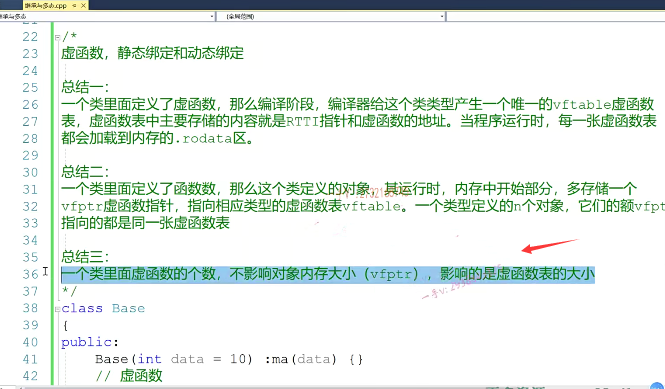 继承与多态.cpp
继承与多态
(全局范围)
22 /*
23 虚函数，静态绑定和动态绑定
24
25 总结一：
26 一个类里面定义了虚函数，那么编译阶段，编译器给这个类类型产生一个唯一的vftable虚函数
27 表，虚函数表中主要存储的内容就是RTTI指针和虚函数的地址。当程序运行时，每一张虚函数表
28 都会加载到内存的.rodata区。
29
30 总结二：
31 一个类里面定义了函数数，那么这个类定义的对象，其运行时，内存中开始部分，多存储一个
32 vfptr虚函数指针，指向相应类型的虚函数表vftable。一个类型定义的n个对象，它们的额vfpt
33 指向的都是同一张虚函数表
34
35 总结三：
36 一个类里面虚函数的个数，不影响对象内存大小（vfptr），影响的是虚函数表的大小
37 */
38 class Base
39 {
40 public:
41 Base(int data = 10) :ma(data) {}
42 // 虚函数